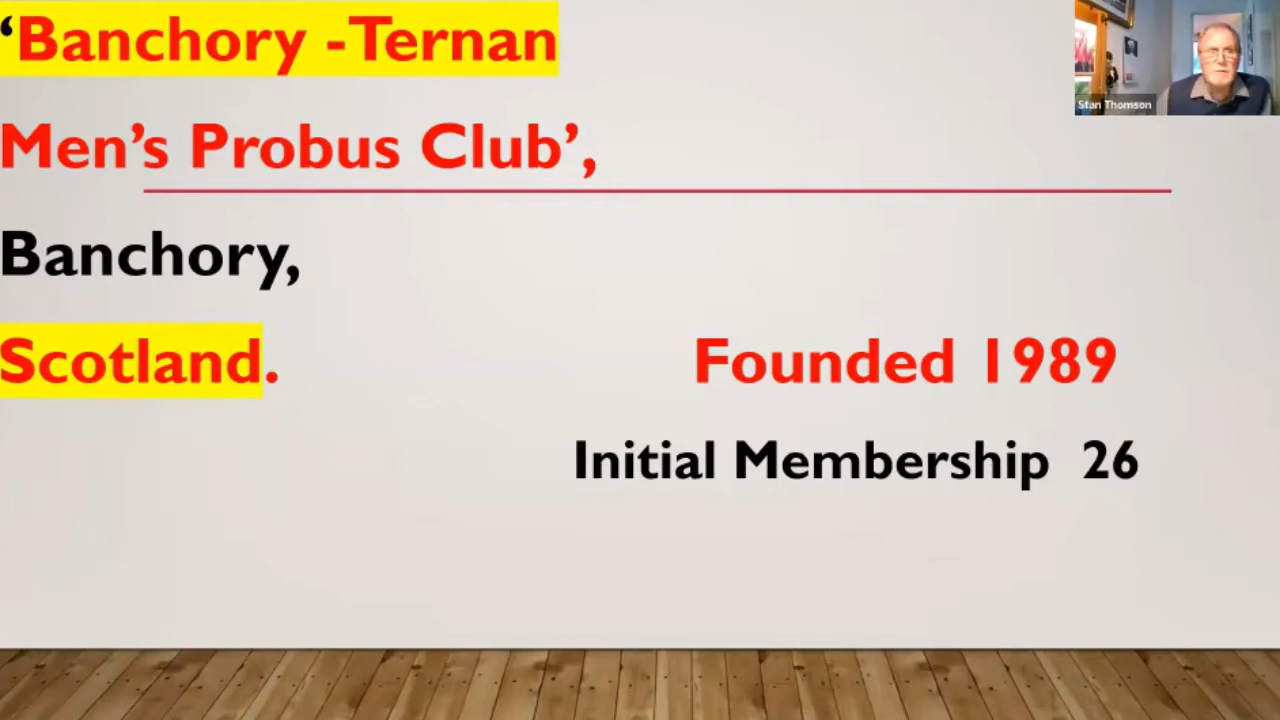 ‘Banchory -Ternan
Stan Thomson
Men’s Probus Club’,
Banchory,
Scotland. Founded 1989
Initial Membership 26